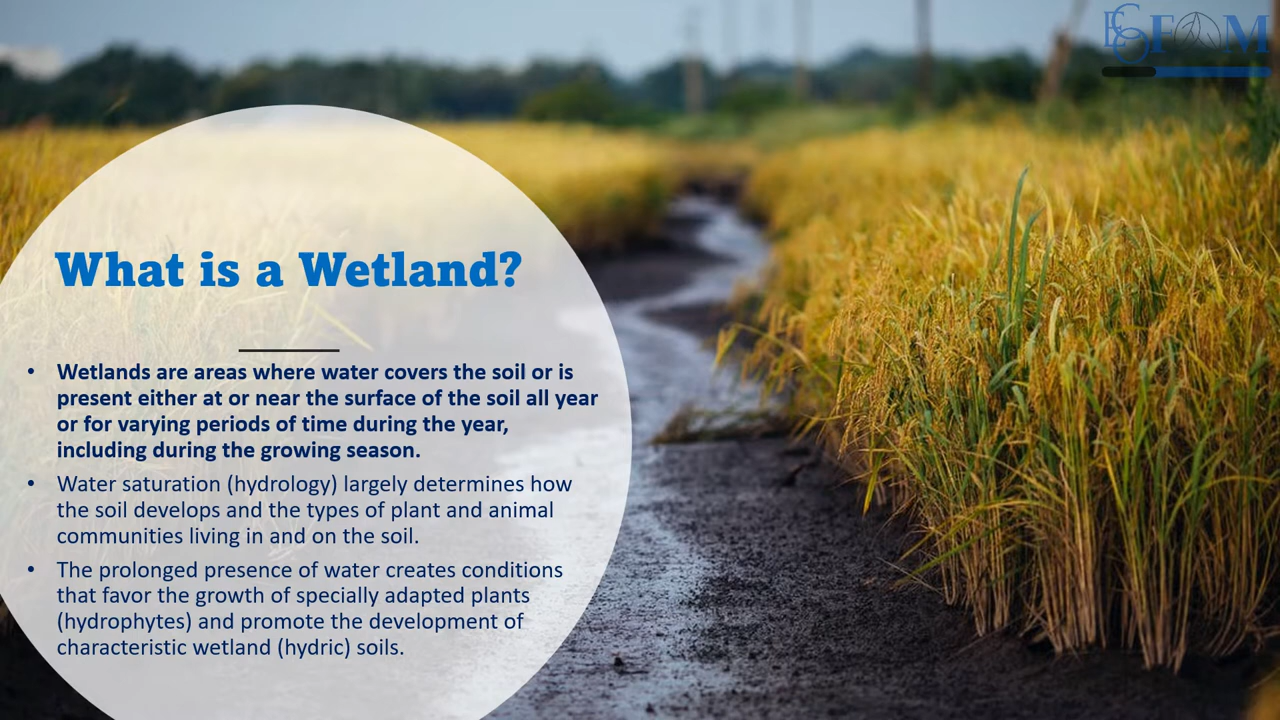 What is a Wetland?
• Wetlands are areas where water covers the soil or is
present either at or near the surface of the soil all year
or for varying periods of time during the year,
including during the growing season.
• Water saturation (hydrology) largely determines how
the soil develops and the types of plant and animal
communities living in and on the soil.
• The prolonged presence of water creates conditions
that favor the growth of specially adapted plants
(hydrophytes) and promote the development of
characteristic wetland (hydric) soils.